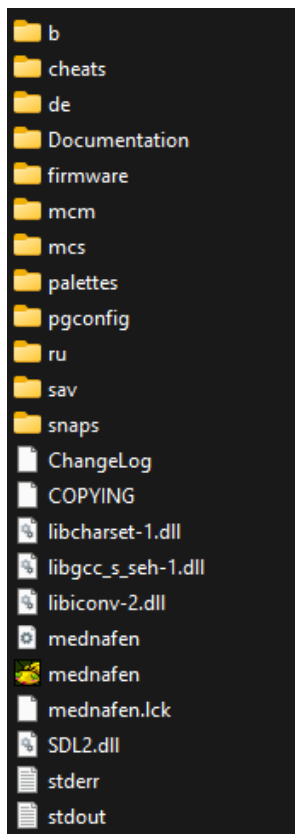 b
cheats
de
Documentation
firmware
mcm
mcs
palettes
pgconfig
ru
sav
snaps
ChangeLog
COPYING
libcharset-1.dll
libgcc_s_seh-1.dll
libiconv-2.dll
mednafen
mednafen
mednafen.lck
SDL2.dll
stderr
stdout